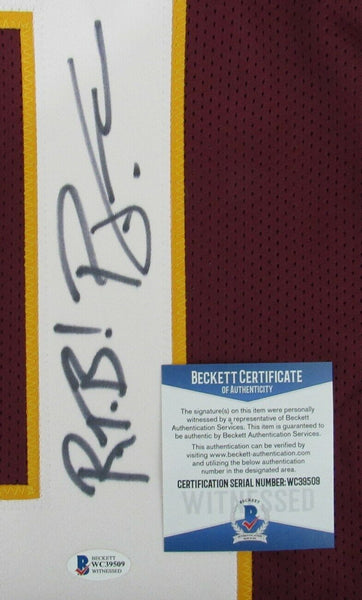 R.T.B!
BECKETT CERTIFICATE
OF AUTHENTICITY
The signature(s) on this item were personally
witnessed by a representative of Beckett
Authentication Services. This item is guaranteed
to be authentic by Beckett Authentication Services.
This authentication can be verified by
visiting www.beckett-authentication.com
and utilizing the below item number
in the designated area.
CERTIFICATION SERIAL NUMBER: WC39509
WITNESSED
BECKETT
B
BECKETT
B WC39509
WITNESSED